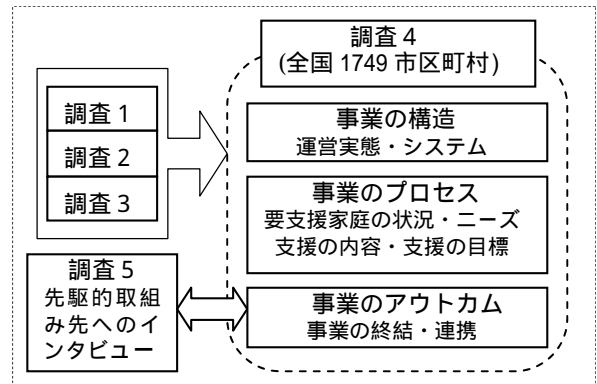 調査4
(全国 1749 市区町村)
調査1
調査2
調査3
事業の構造
運営実態・システム
事業のプロセス
要支援家庭の状況・ニーズ
支援の内容・支援の目標
調査5
先駆的取組
み先へのイ
ンタビュー
事業のアウトカム
事業の終結・連携